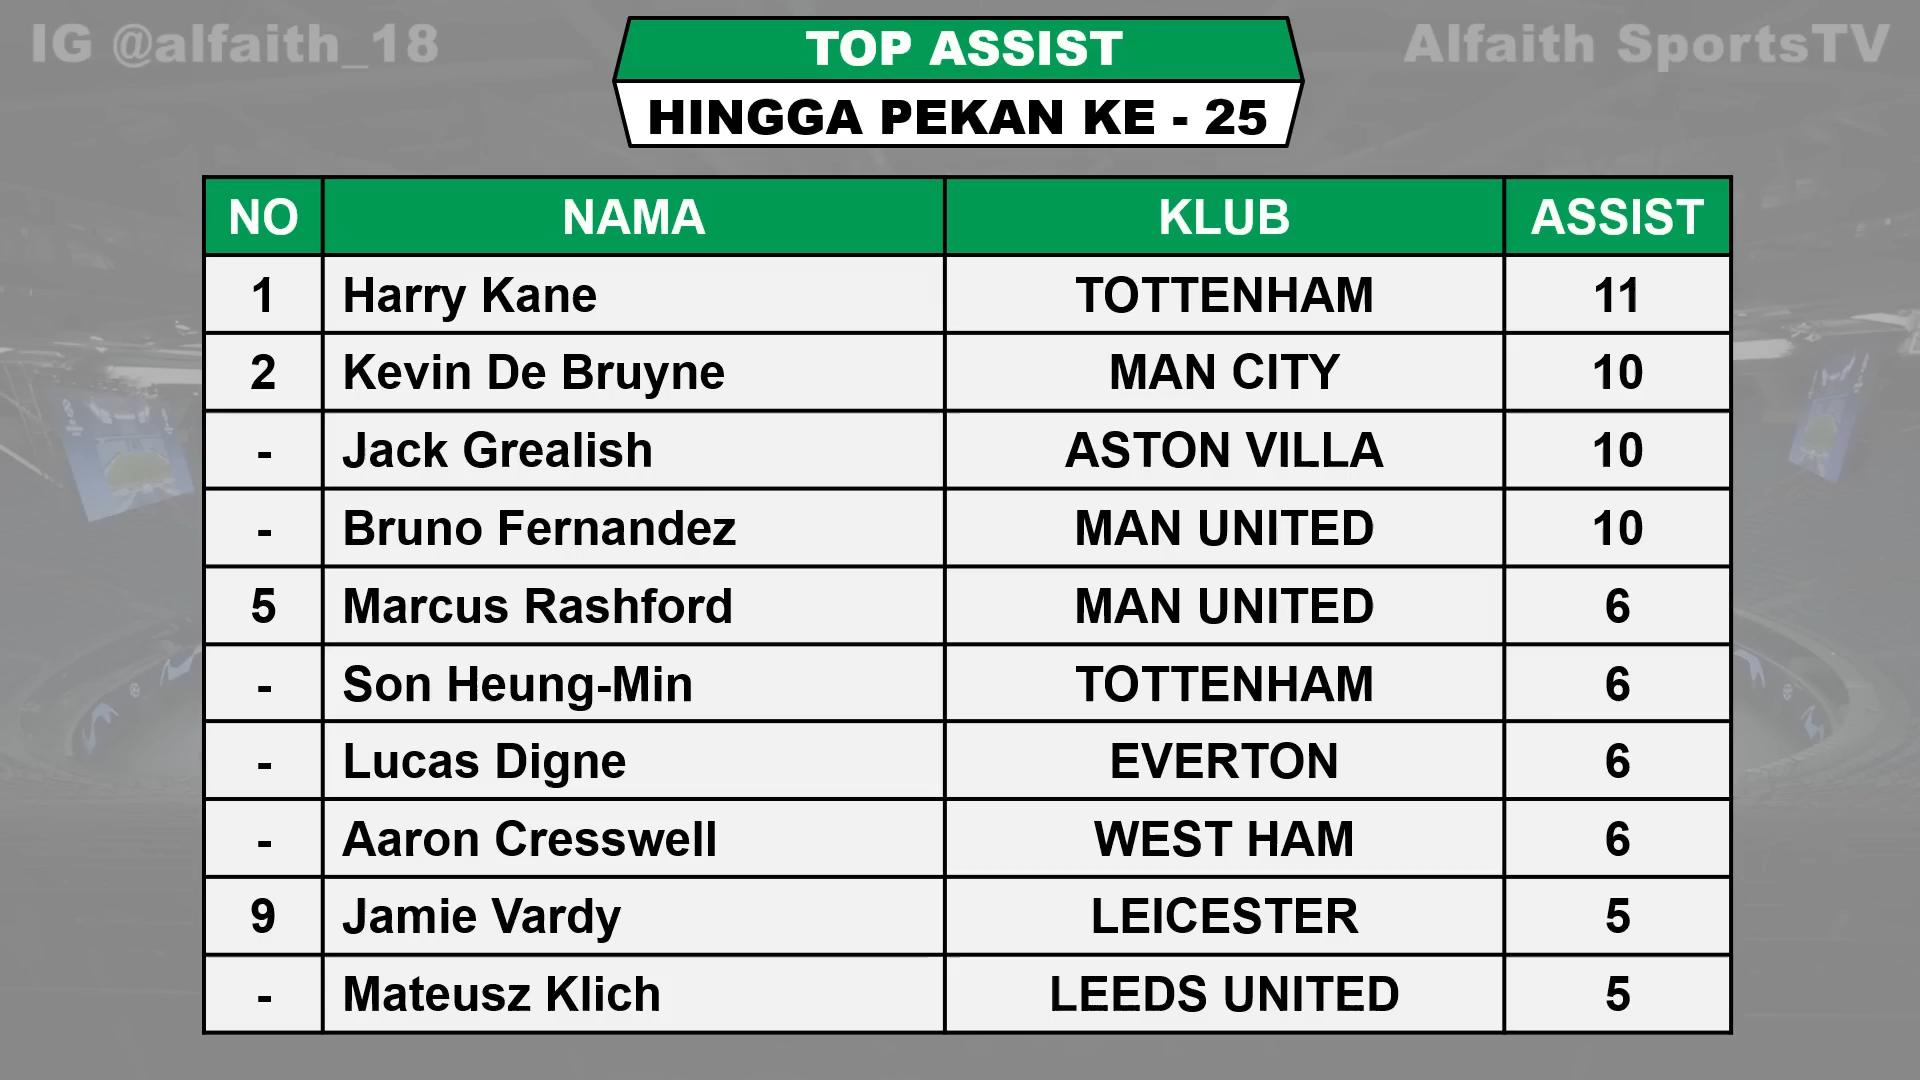 IG @alfaith_18
TOP ASSIST
Alfaith SportsTV
HINGGA PEKAN KE - 25
NO NAMA KLUB ASSIST
1 Harry Kane TOTTENHAM 11
2 Kevin De Bruyne MAN CITY 10
- Jack Grealish ASTON VILLA 10
- Bruno Fernandez MAN UNITED 10
5 Marcus Rashford MAN UNITED 6
- Son Heung-Min TOTTENHAM 6
- Lucas Digne EVERTON 6
- Aaron Cresswell WEST HAM 6
9 Jamie Vardy LEICESTER 5
- Mateusz Klich LEEDS UNITED 5